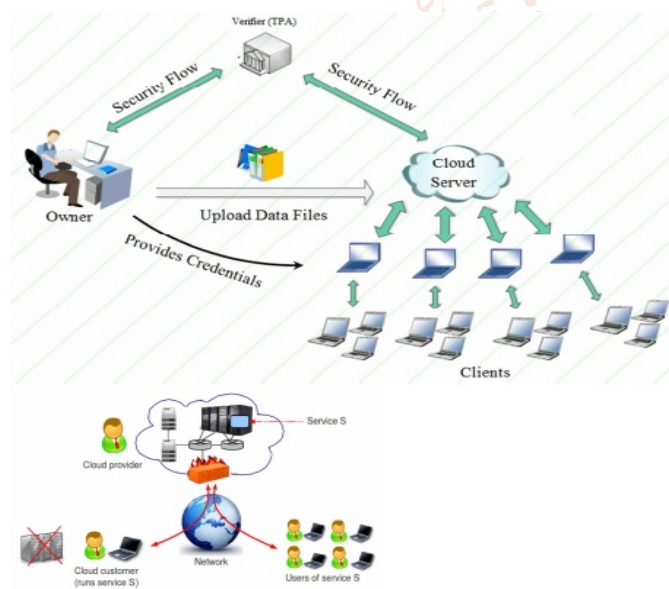 Verifier (TPA)
Security Flow
Security Flow
Cloud
Server
Owner
Upload Data Files
Provides Credentials
Clients
Service S
Cloud provider
Cloud customer
(runs service S)
Network
Users of service S